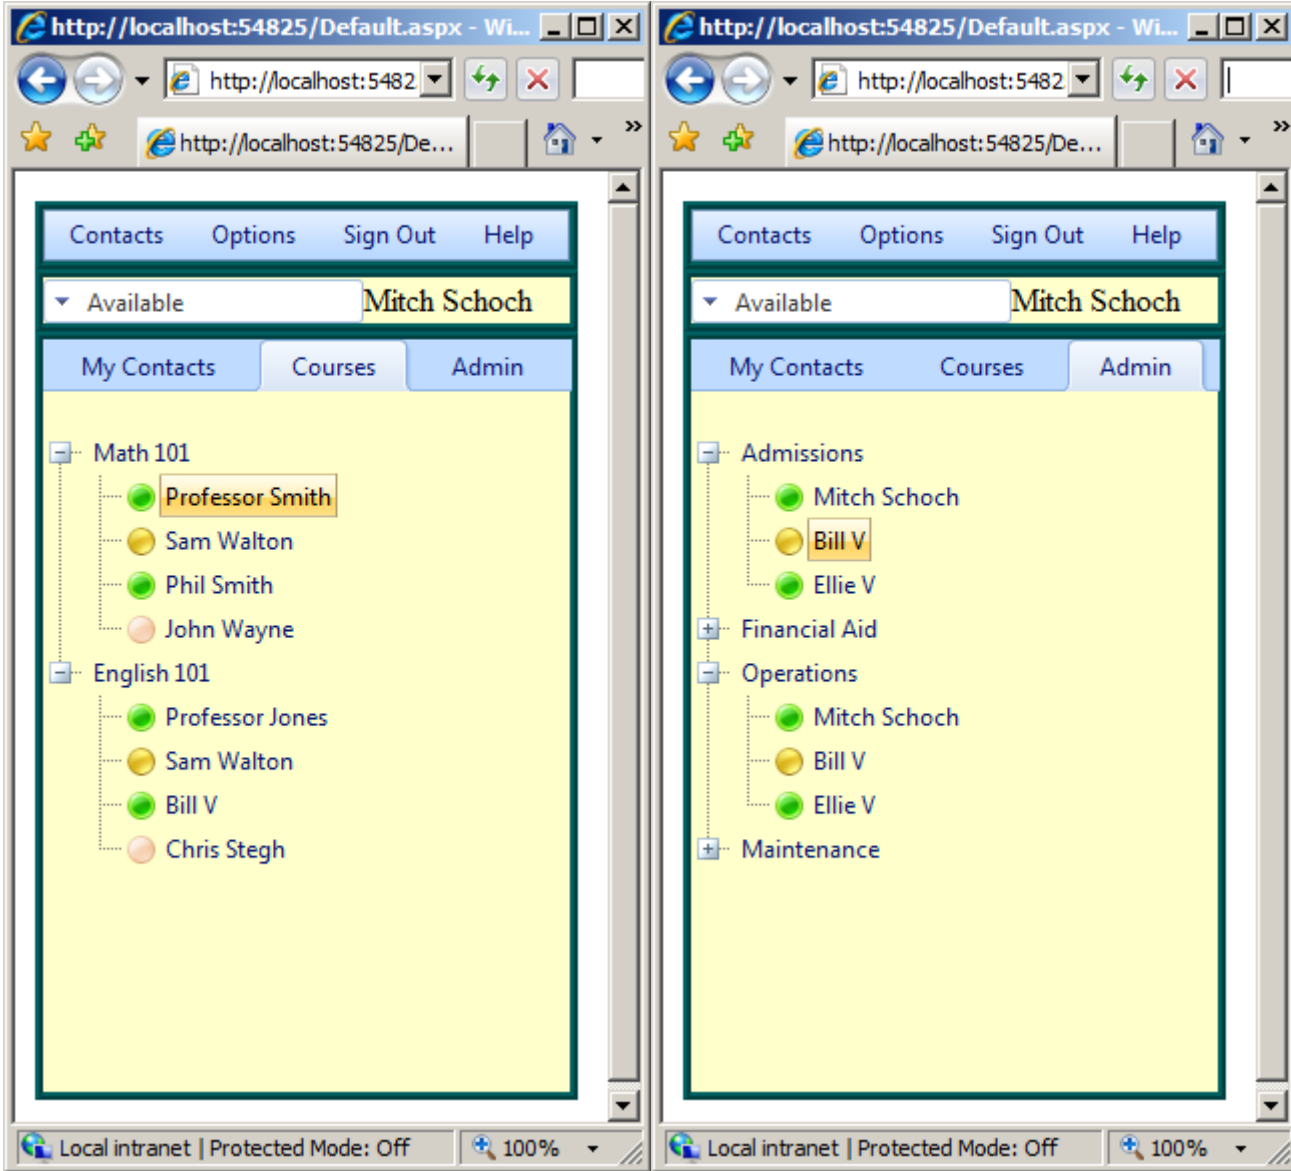 http://localhost:54825/Default.aspx - Wi...
http://localhost:5482
http://localhost:54825/De...
»
Contacts Options Sign Out Help
Available Mitch Schoch
My Contacts Courses Admin
Math 101
Professor Smith
Sam Walton
Phil Smith
John Wayne
English 101
Professor Jones
Sam Walton
Bill V
Chris Stegh
Local intranet | Protected Mode: Off 100%
http://localhost:54825/Default.aspx - Wi...
http://localhost:5482
http://localhost:54825/De...
»
Contacts Options Sign Out Help
Available Mitch Schoch
My Contacts Courses Admin
Admissions
Mitch Schoch
Bill V
Ellie V
Financial Aid
Operations
Mitch Schoch
Bill V
Ellie V
Maintenance
Local intranet | Protected Mode: Off 100%